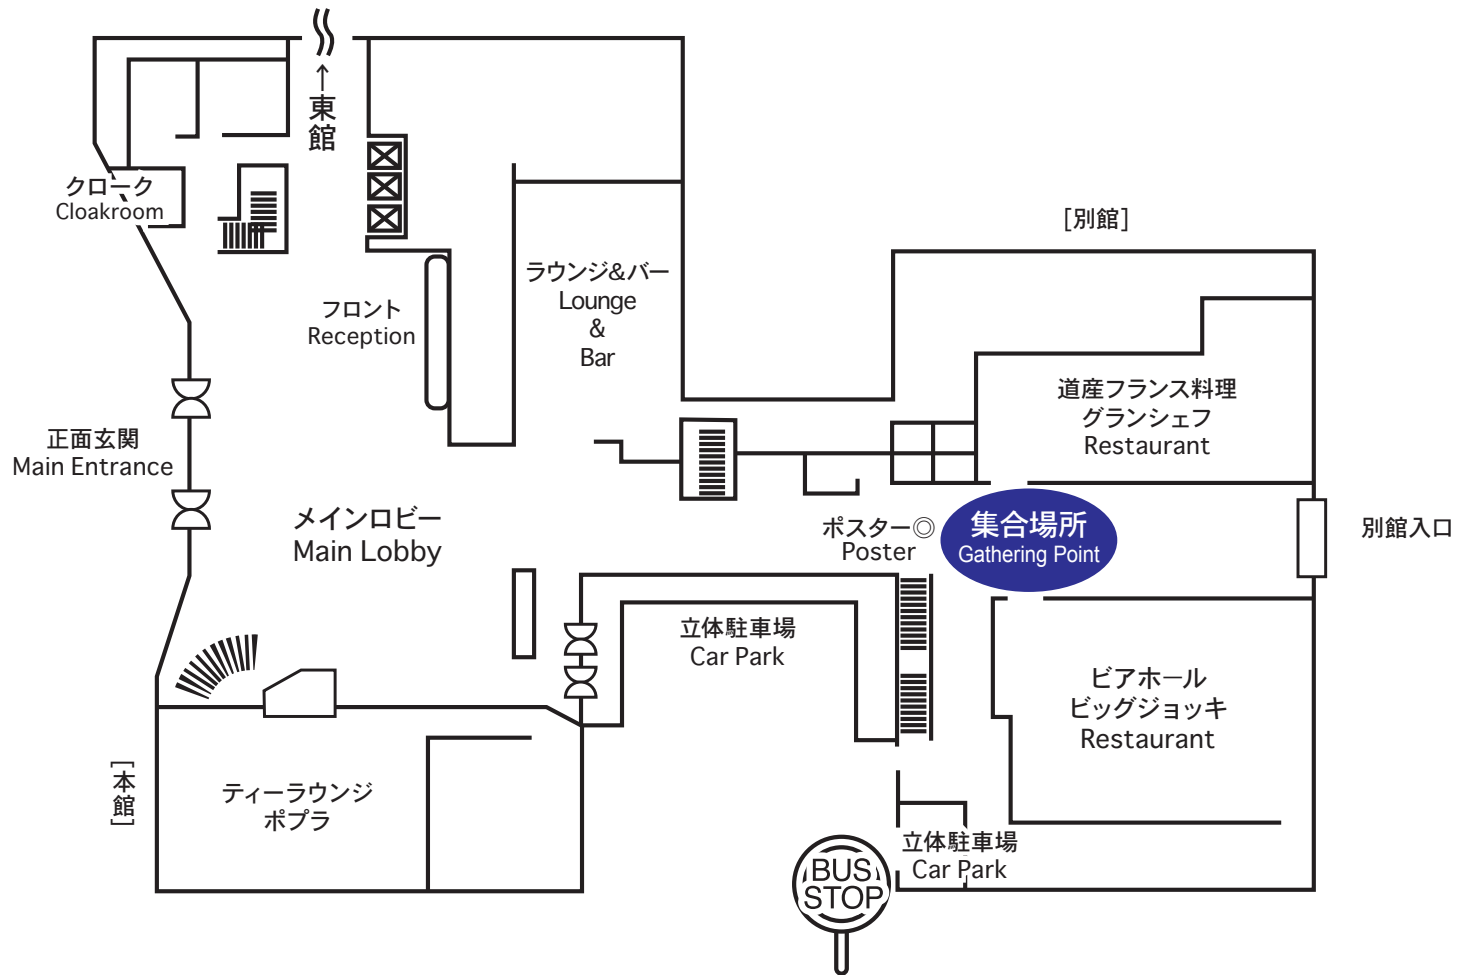 ↑東館
クローク
Cloakroom
[別館]
ラウンジ&バー
Lounge
&
Bar
フロント
Reception
道産フランス料理
グランシェフ
Restaurant
正面玄関
Main Entrance
メインロビー
Main Lobby
ポスター◎
Poster
集合場所
Gathering Point
別館入口
立体駐車場
Car Park
ビアホール
ビッグジョッキ
Restaurant
[本館]
ティーラウンジ
ポプラ
立体駐車場
Car Park
BUS
STOP